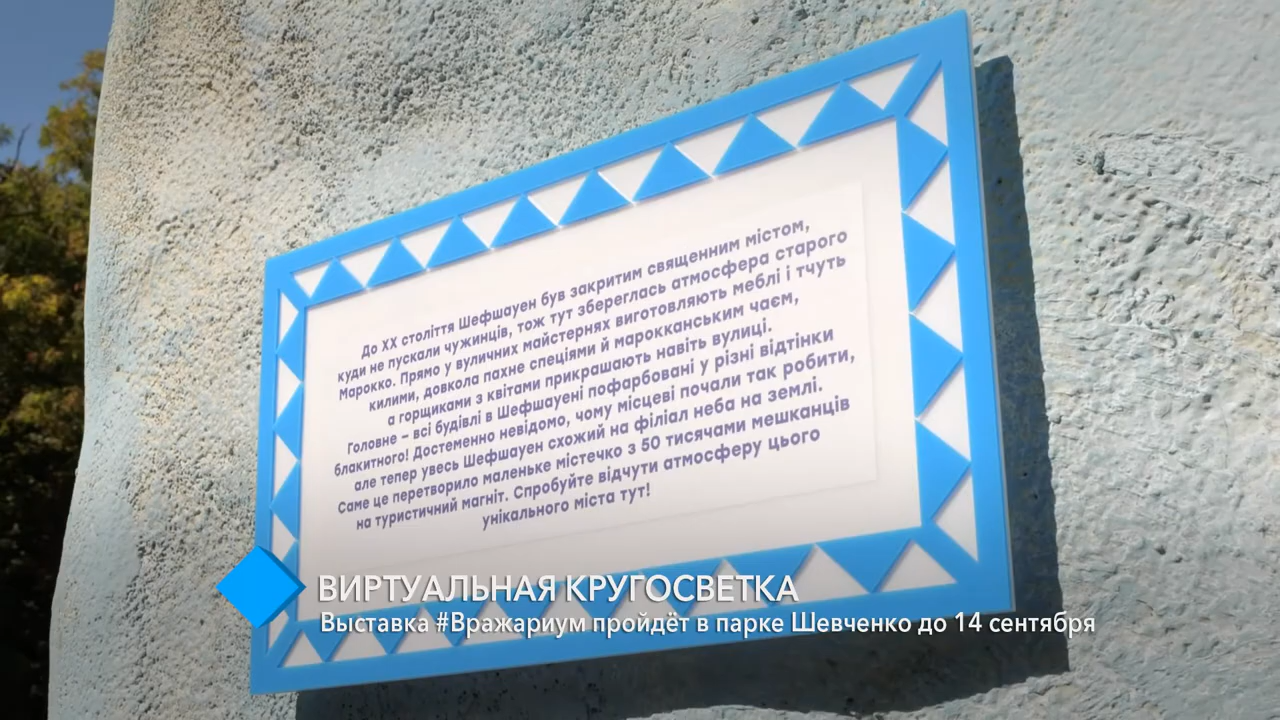 До XX століття Шефшауен був закритим священним містом,
куди не пускали чужинців, тож тут збереглась атмосфера старого
Марокко. Прямо у вуличних майстернях виготовляють меблі і тчуть
килими, довкола пахне спеціями й марокканським чаєм,
а горщиками з квітами прикрашають навіть вулиці.
Головне – всі будівлі в Шефшауені пофарбовані у різні відтінки
блакитного! Достеменно невідомо, чому місцеві почали так робити,
але тепер увесь Шефшауен схожий на філіал неба на землі.
Саме це перетворило маленьке містечко з 50 тисячами мешканців
на туристичний магніт. Спробуйте відчути атмосферу цього
унікального міста тут!
ВИРТУАЛЬНАЯ КРУГОСВЕТКА
Выставка #Вражариум пройдёт в парке Шевченко до 14 сентября